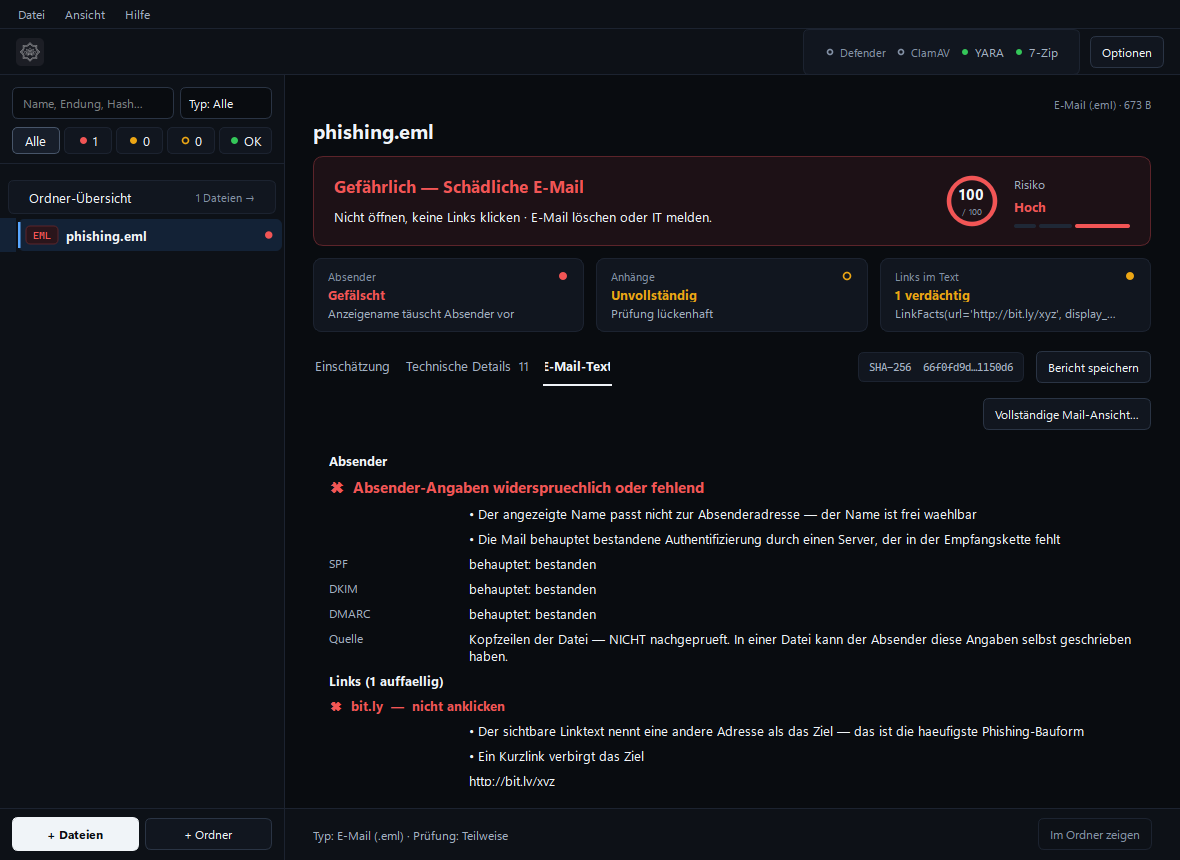 Datei Ansicht Hilfe
Defender ClamAV YARA 7-Zip Optionen
Name, Endung, Hash... Typ: Alle
Alle 1 0 0 OK
Ordner-Übersicht 1 Dateien →
EML phishing.eml
+ Dateien + Ordner
E-Mail (.eml) · 673 B
phishing.eml
Gefährlich — Schädliche E-Mail
Nicht öffnen, keine Links klicken · E-Mail löschen oder IT melden.
100
/ 100
Risiko
Hoch
Absender
Gefälscht
Anzeigename täuscht Absender vor
Anhänge
Unvollständig
Prüfung lückenhaft
Links im Text
1 verdächtig
LinkFacts(url='http://bit.ly/xyz', display_...
Einschätzung Technische Details 11 E-Mail-Text
SHA-256 66f0fd9d…1150d6 Bericht speichern
Vollständige Mail-Ansicht...
Absender
✖ Absender-Angaben widerspruechlich oder fehlend
• Der angezeigte Name passt nicht zur Absenderadresse — der Name ist frei waehlbar
• Die Mail behauptet bestandene Authentifizierung durch einen Server, der in der Empfangskette fehlt
SPF behauptet: bestanden
DKIM behauptet: bestanden
DMARC behauptet: bestanden
Quelle Kopfzeilen der Datei — NICHT nachgeprueft. In einer Datei kann der Absender diese Angaben selbst geschrieben
haben.
Links (1 auffaellig)
✖ bit.ly — nicht anklicken
• Der sichtbare Linktext nennt eine andere Adresse als das Ziel — das ist die haeufigste Phishing-Bauform
• Ein Kurzlink verbirgt das Ziel
http://bit.ly/xyz
Typ: E-Mail (.eml) · Prüfung: Teilweise Im Ordner zeigen